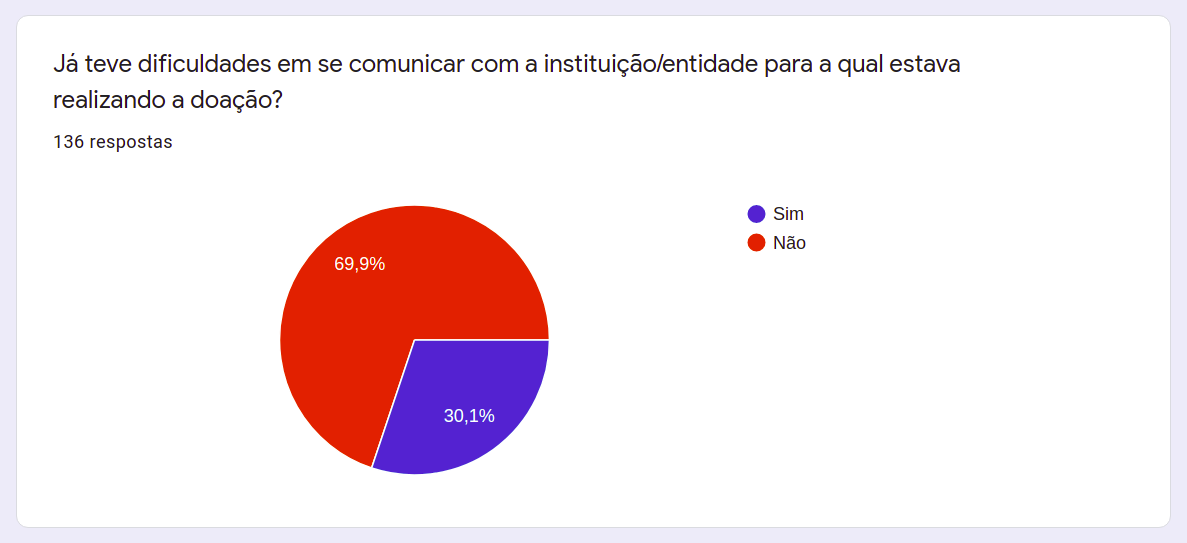 Já teve dificuldades em se comunicar com a instituição/entidade para a qual estava
realizando a doação?
136 respostas
Sim
Não
69,9%
30,1%